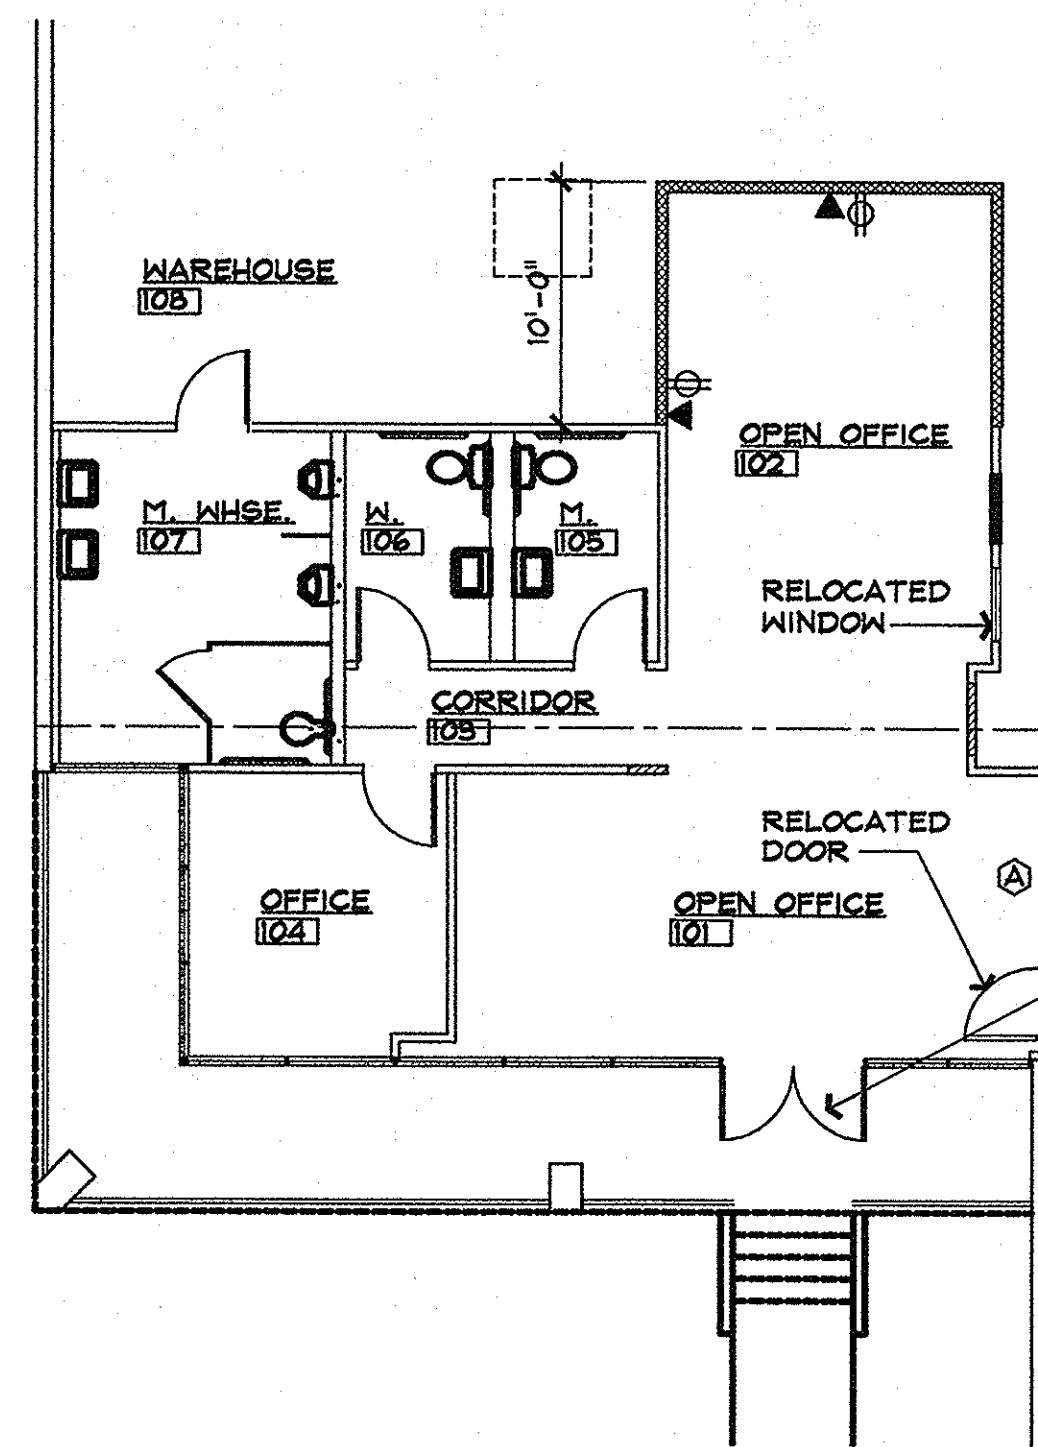 WAREHOUSE
108
10'-0"
OPEN OFFICE
102
M. WHSE.
107
W.
106
M.
105
RELOCATED
WINDOW
CORRIDOR
103
RELOCATED
DOOR
A
OFFICE
104
OPEN OFFICE
101